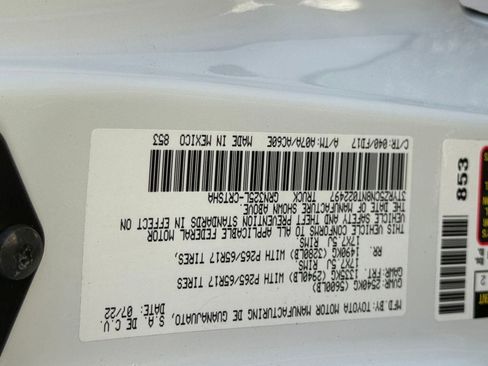 MFD. BY: TOYOTA MOTOR MANUFACTURING DE GUANAJUATO,
S.A. DE C.V.
07/22
GVWR: 2540KG (5600LB)
GAWR: FRT. 1335KG (2940LB) WITH P265/65R17 TIRES,
17X7.5J RIMS
RR. 1490KG (3280LB) WITH P265/65R17 TIRES,
17X7.5J RIMS
THIS VEHICLE CONFORMS TO ALL APPLICABLE FEDERAL MOTOR
VEHICLE SAFETY AND THEFT PREVENTION STANDARDS IN EFFECT
ON THE DATE OF MANUFACTURE SHOWN ABOVE.
3TYRZ5CN8NT022497 TRUCK GRN325L-CRTSHA
C/TR: 040/FD17 A/TM: A07A/AC60E MADE IN MEXICO 853
853
2